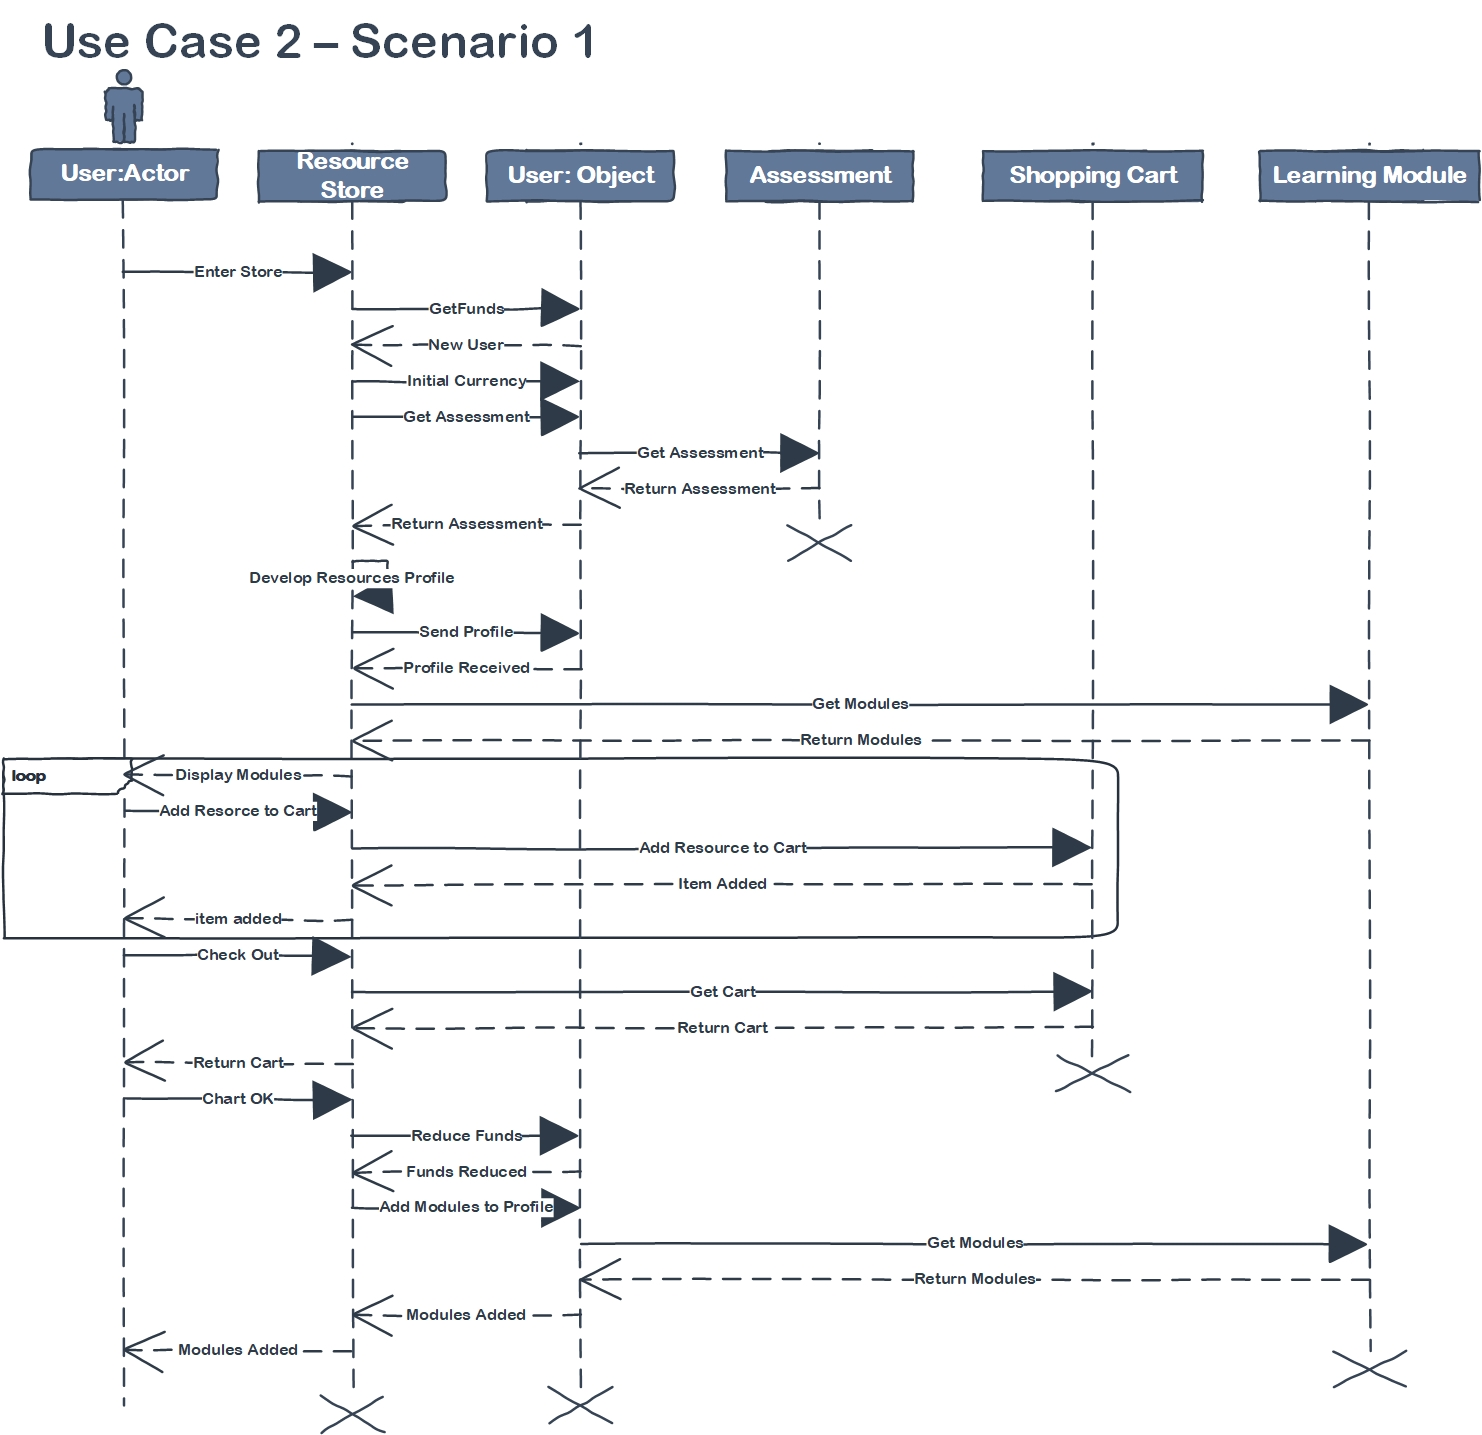 Use Case 2 – Scenario 1
User:Actor
Resource
Store
User: Object
Assessment
Shopping Cart
Learning Module
Enter Store
GetFunds
New User
Initial Currency
Get Assessment
Get Assessment
Return Assessment
Return Assessment
Develop Resources Profile
Send Profile
Profile Received
Get Modules
Return Modules
loop
Display Modules
Add Resorce to Cart
Add Resource to Cart
Item Added
item added
Check Out
Get Cart
Return Cart
Return Cart
Chart OK
Reduce Funds
Funds Reduced
Add Modules to Profile
Get Modules
Return Modules
Modules Added
Modules Added